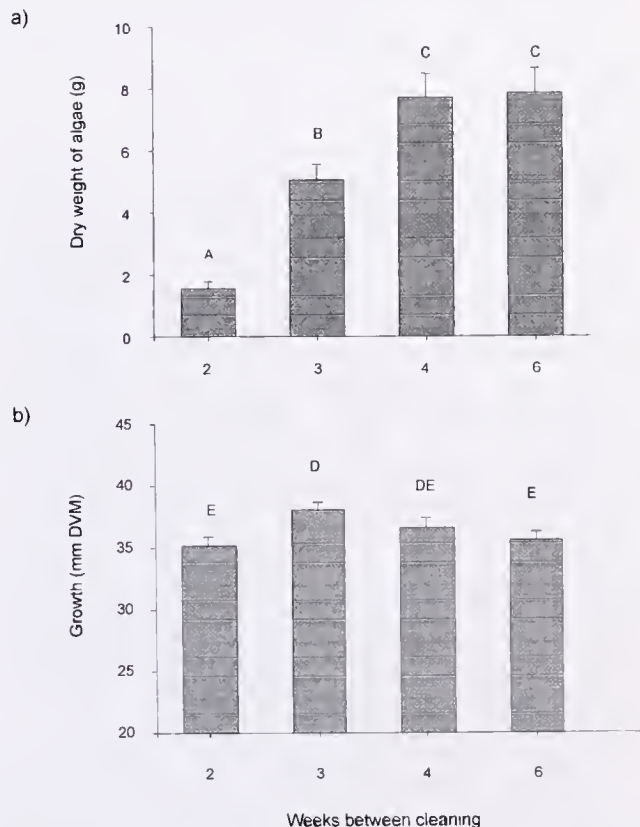 a)
Dry weight of algae (g)
10
8
6
4
2
0
A
B
C
C
2 3 4 6
b)
Growth (mm DVM)
45
40
35
30
25
20
E
D
DE
E
2 3 4 6
Weeks between cleaning